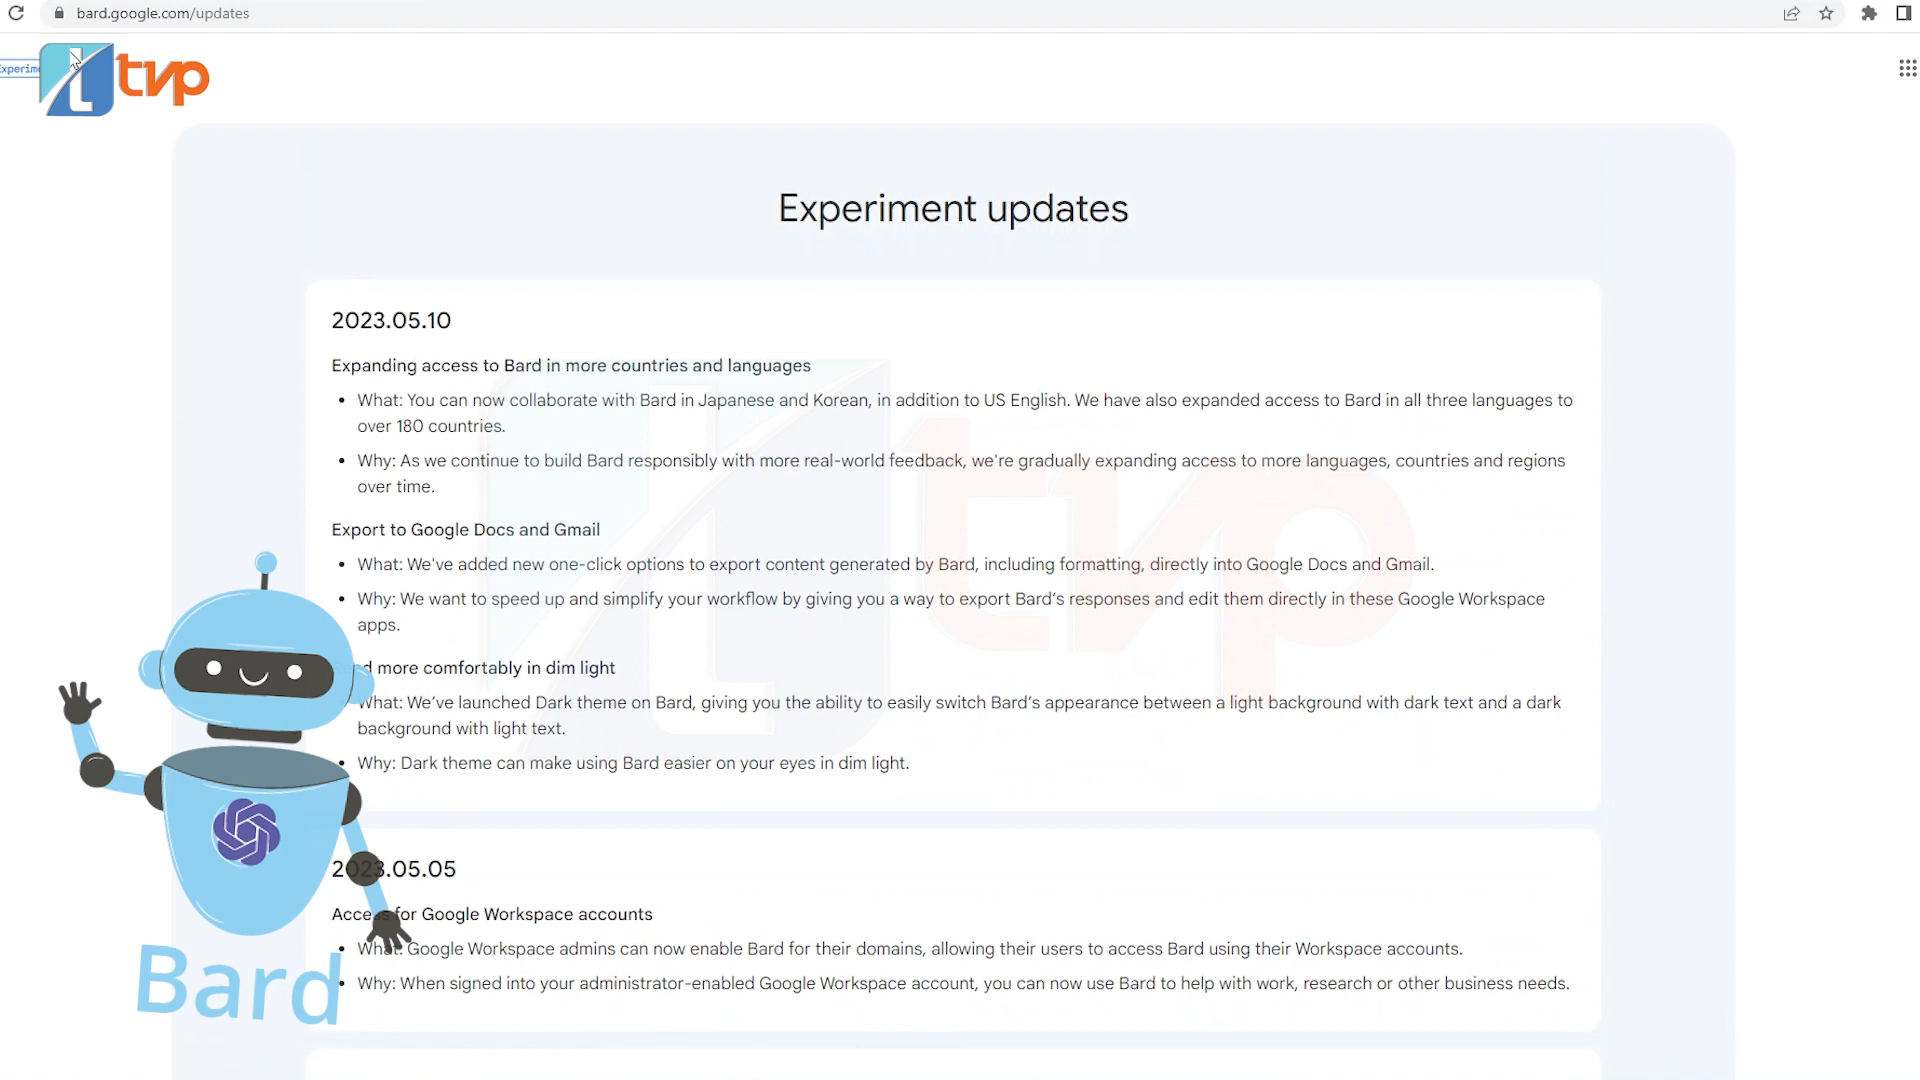 bard.google.com/updates
Experim
tvp
Experiment updates
2023.05.10
Expanding access to Bard in more countries and languages
• What: You can now collaborate with Bard in Japanese and Korean, in addition to US English. We have also expanded access to Bard in all three languages to
over 180 countries.
• Why: As we continue to build Bard responsibly with more real-world feedback, we're gradually expanding access to more languages, countries and regions
over time.
Export to Google Docs and Gmail
• What: We've added new one-click options to export content generated by Bard, including formatting, directly into Google Docs and Gmail.
• Why: We want to speed up and simplify your workflow by giving you a way to export Bard’s responses and edit them directly in these Google Workspace
apps.
more comfortably in dim light
What: We’ve launched Dark theme on Bard, giving you the ability to easily switch Bard’s appearance between a light background with dark text and a dark
background with light text.
• Why: Dark theme can make using Bard easier on your eyes in dim light.
2023.05.05
Access for Google Workspace accounts
• What: Google Workspace admins can now enable Bard for their domains, allowing their users to access Bard using their Workspace accounts.
• Why: When signed into your administrator-enabled Google Workspace account, you can now use Bard to help with work, research or other business needs.
Bard
tvp